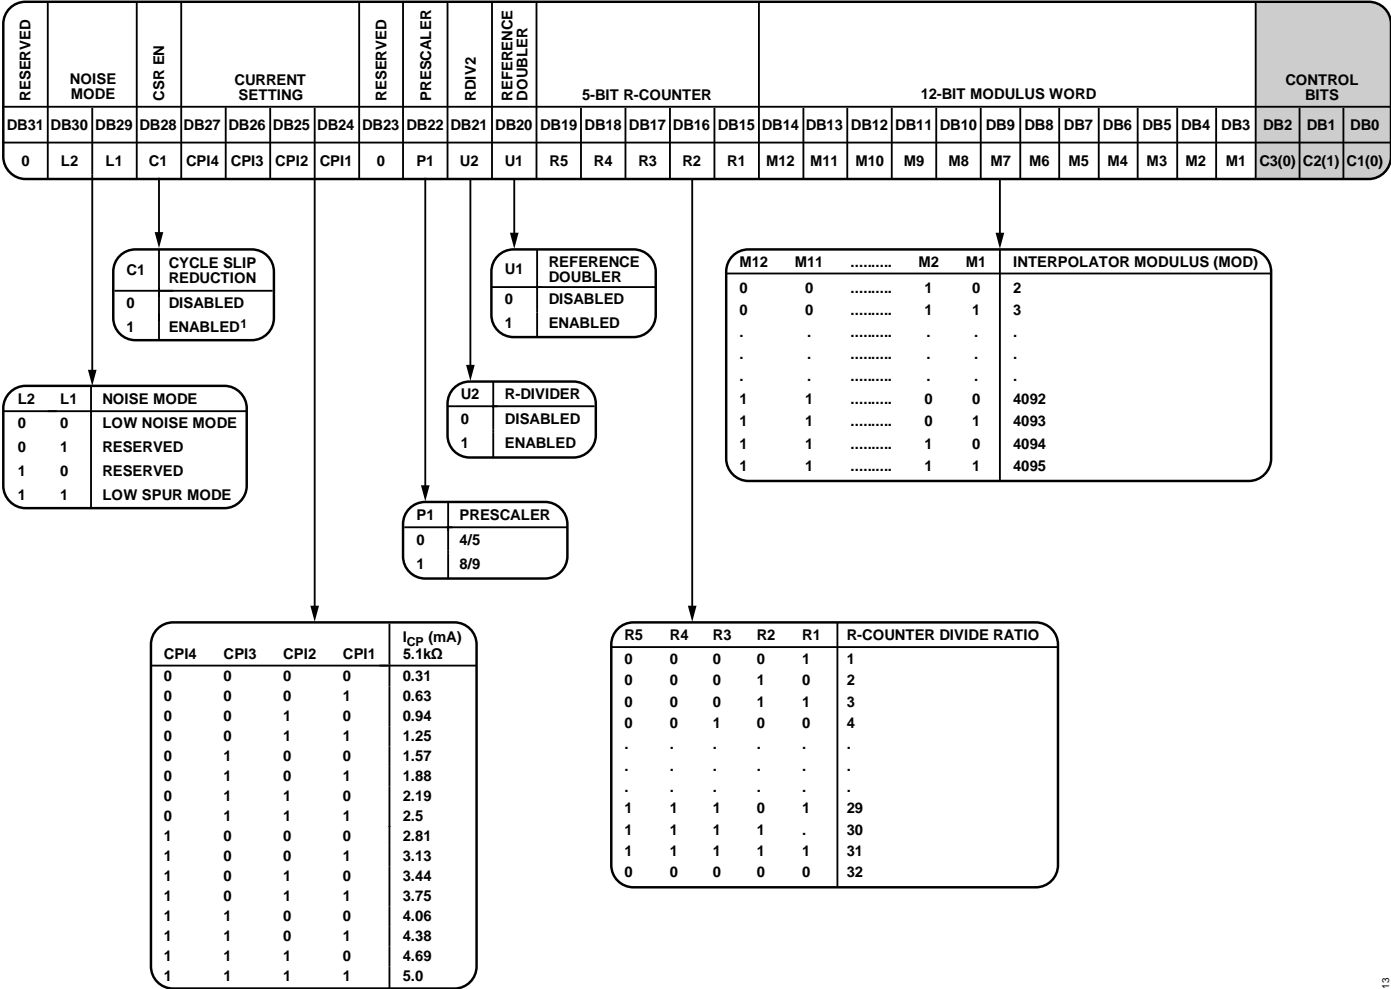 RESERVED
NOISE MODE
CSR EN
CURRENT SETTING
RESERVED
PRESCALER
RDIV2
REFERENCE DOUBLER
5-BIT R-COUNTER
12-BIT MODULUS WORD
CONTROL BITS
DB31 DB30 DB29 DB28 DB27 DB26 DB25 DB24 DB23 DB22 DB21 DB20 DB19 DB18 DB17 DB16 DB15 DB14 DB13 DB12 DB11 DB10 DB9 DB8 DB7 DB6 DB5 DB4 DB3 DB2 DB1 DB0
0 L2 L1 C1 CPI4 CPI3 CPI2 CPI1 0 P1 U2 U1 R5 R4 R3 R2 R1 M12 M11 M10 M9 M8 M7 M6 M5 M4 M3 M2 M1 C3(0) C2(1) C1(0)
C1 CYCLE SLIP REDUCTION
0 DISABLED
1 ENABLED1
U1 REFERENCE DOUBLER
0 DISABLED
1 ENABLED
M12 M11 .......... M2 M1 INTERPOLATOR MODULUS (MOD)
0 0 .......... 1 0 2
0 0 .......... 1 1 3
. . .......... . . .
. . .......... . . .
. . .......... . . .
1 1 .......... 0 0 4092
1 1 .......... 0 1 4093
1 1 .......... 1 0 4094
1 1 .......... 1 1 4095
L2 L1 NOISE MODE
0 0 LOW NOISE MODE
0 1 RESERVED
1 0 RESERVED
1 1 LOW SPUR MODE
U2 R-DIVIDER
0 DISABLED
1 ENABLED
P1 PRESCALER
0 4/5
1 8/9
CPI4 CPI3 CPI2 CPI1 ICP (mA) 5.1kΩ
0 0 0 0 0.31
0 0 0 1 0.63
0 0 1 0 0.94
0 0 1 1 1.25
0 1 0 0 1.57
0 1 0 1 1.88
0 1 1 0 2.19
0 1 1 1 2.5
1 0 0 0 2.81
1 0 0 1 3.13
1 0 1 0 3.44
1 0 1 1 3.75
1 1 0 0 4.06
1 1 0 1 4.38
1 1 1 0 4.69
1 1 1 1 5.0
R5 R4 R3 R2 R1 R-COUNTER DIVIDE RATIO
0 0 0 0 1 1
0 0 0 1 0 2
0 0 0 1 1 3
0 0 1 0 0 4
. . . . . .
. . . . . .
. . . . . .
1 1 1 0 1 29
1 1 1 1 . 30
1 1 1 1 1 31
0 0 0 0 0 32
13